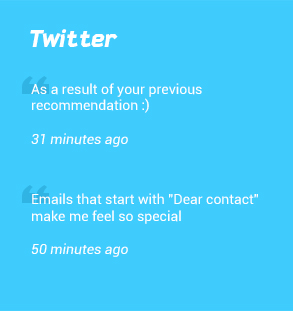 Twitter
As a result of your previous
recommendation :)
31 minutes ago
Emails that start with "Dear contact"
make me feel so special
50 minutes ago